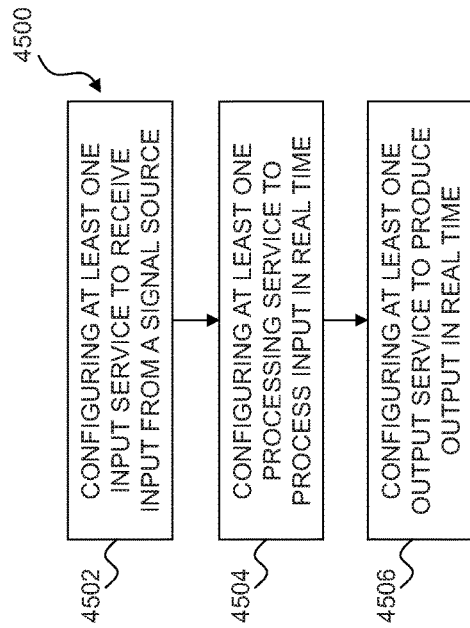 4500
4502
CONFIGURING AT LEAST ONE
INPUT SERVICE TO RECEIVE
INPUT FROM A SIGNAL SOURCE
4504
CONFIGURING AT LEAST ONE
PROCESSING SERVICE TO
PROCESS INPUT IN REAL TIME
4506
CONFIGURING AT LEAST ONE
OUTPUT SERVICE TO PRODUCE
OUTPUT IN REAL TIME